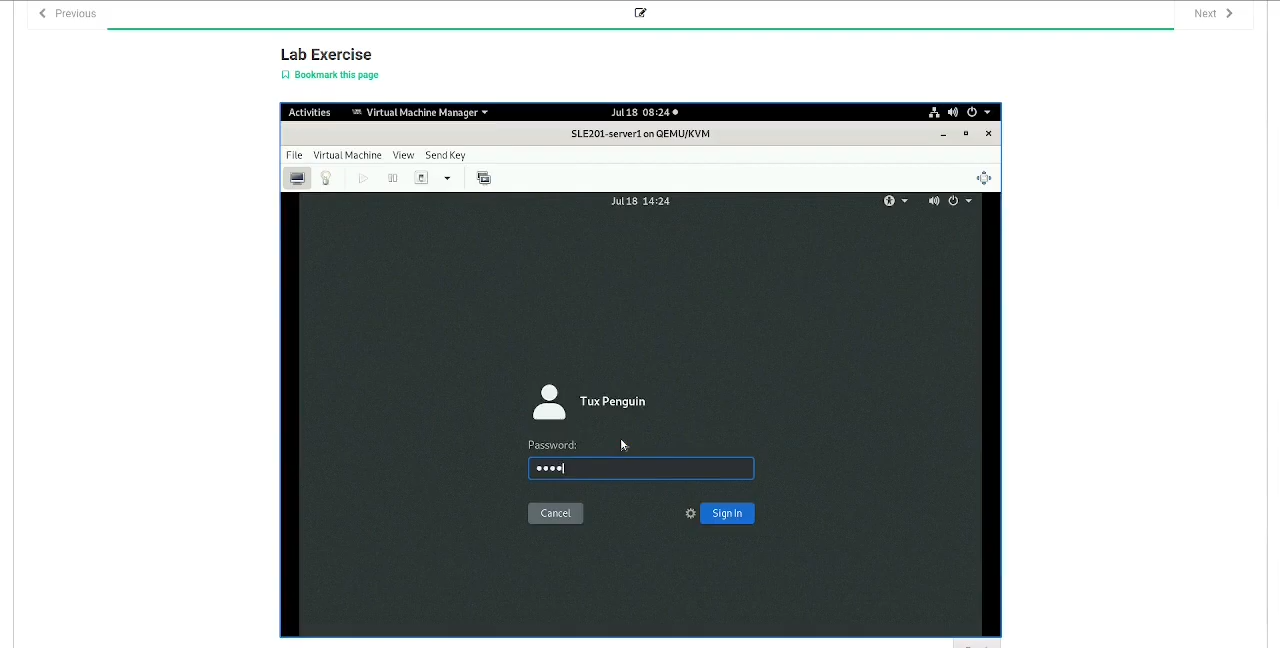 Previous
Next
Lab Exercise
Bookmark this page
Activities
Virtual Machine Manager
Jul 18 08:24
SLE201-server1 on QEMU/KVM
File Virtual Machine View Send Key
Jul 18 14:24
Tux Penguin
Password:
Cancel
Sign In